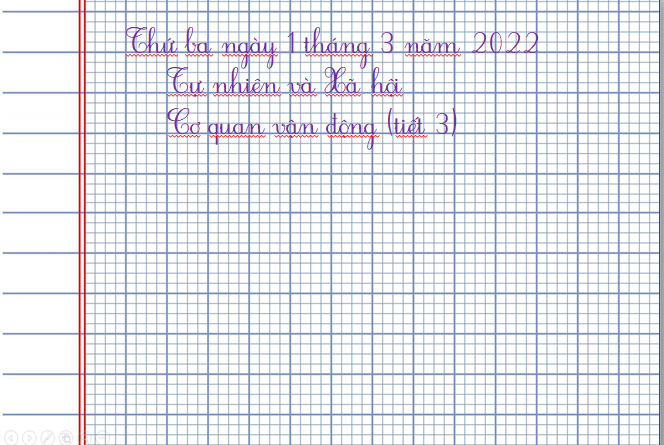 Thứ ba ngày 1 tháng 3 năm 2022
Tự nhiên và Xã hội
Cơ quan vận động (tiết 3)